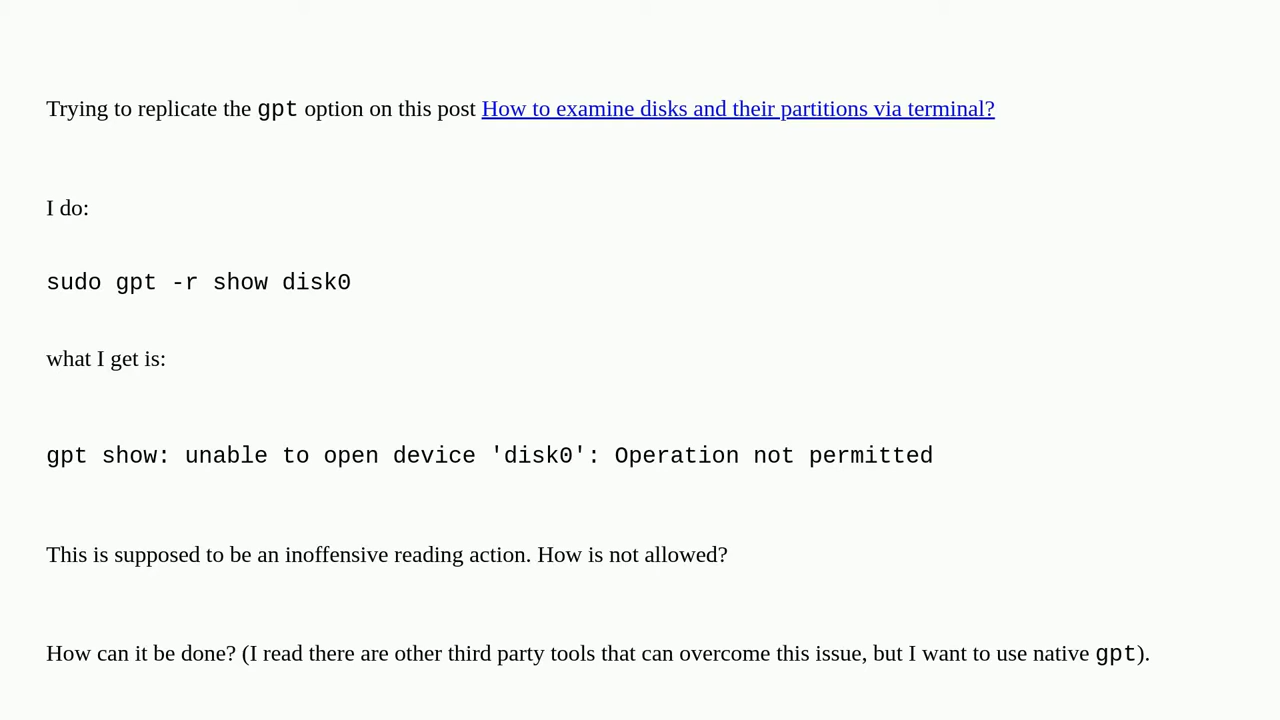 Trying to replicate the gpt option on this post How to examine disks and their partitions via terminal?
I do:
sudo gpt -r show disk0
what I get is:
gpt show: unable to open device 'disk0': Operation not permitted
This is supposed to be an inoffensive reading action. How is not allowed?
How can it be done? (I read there are other third party tools that can overcome this issue, but I want to use native gpt).